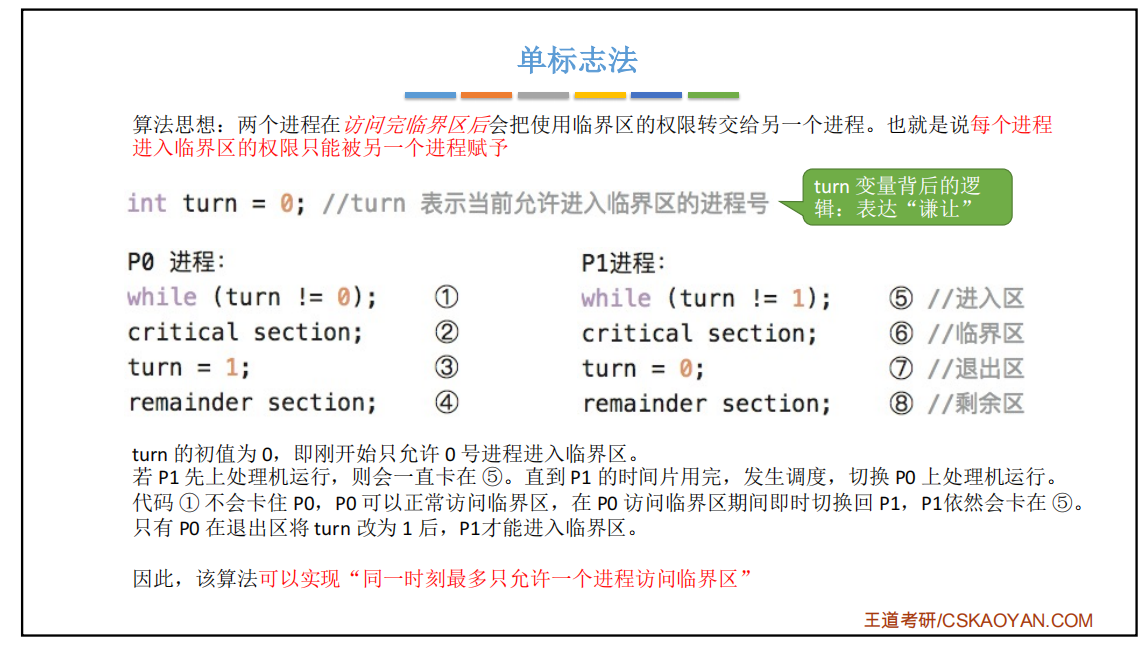 单标志法
算法思想：两个进程在访问完临界区后会把使用临界区的权限转交给另一个进程。也就是说每个进程
进入临界区的权限只能被另一个进程赋予
int turn = 0; //turn 表示当前允许进入临界区的进程号
turn 变量背后的逻
辑：表达“谦让”
P0 进程：
while (turn != 0); ①
critical section; ②
turn = 1; ③
remainder section; ④
P1进程：
while (turn != 1); ⑤ //进入区
critical section; ⑥ //临界区
turn = 0; ⑦ //退出区
remainder section; ⑧ //剩余区
turn 的初值为 0，即刚开始只允许 0 号进程进入临界区。
若 P1 先上处理机运行，则会一直卡在 ⑤。直到 P1 的时间片用完，发生调度，切换 P0 上处理机运行。
代码 ① 不会卡住 P0，P0 可以正常访问临界区，在 P0 访问临界区期间即时切换回 P1，P1依然会卡在 ⑤。
只有 P0 在退出区将 turn 改为 1 后，P1才能进入临界区。
因此，该算法可以实现“同一时刻最多只允许一个进程访问临界区”
王道考研/CSKAOYAN.COM